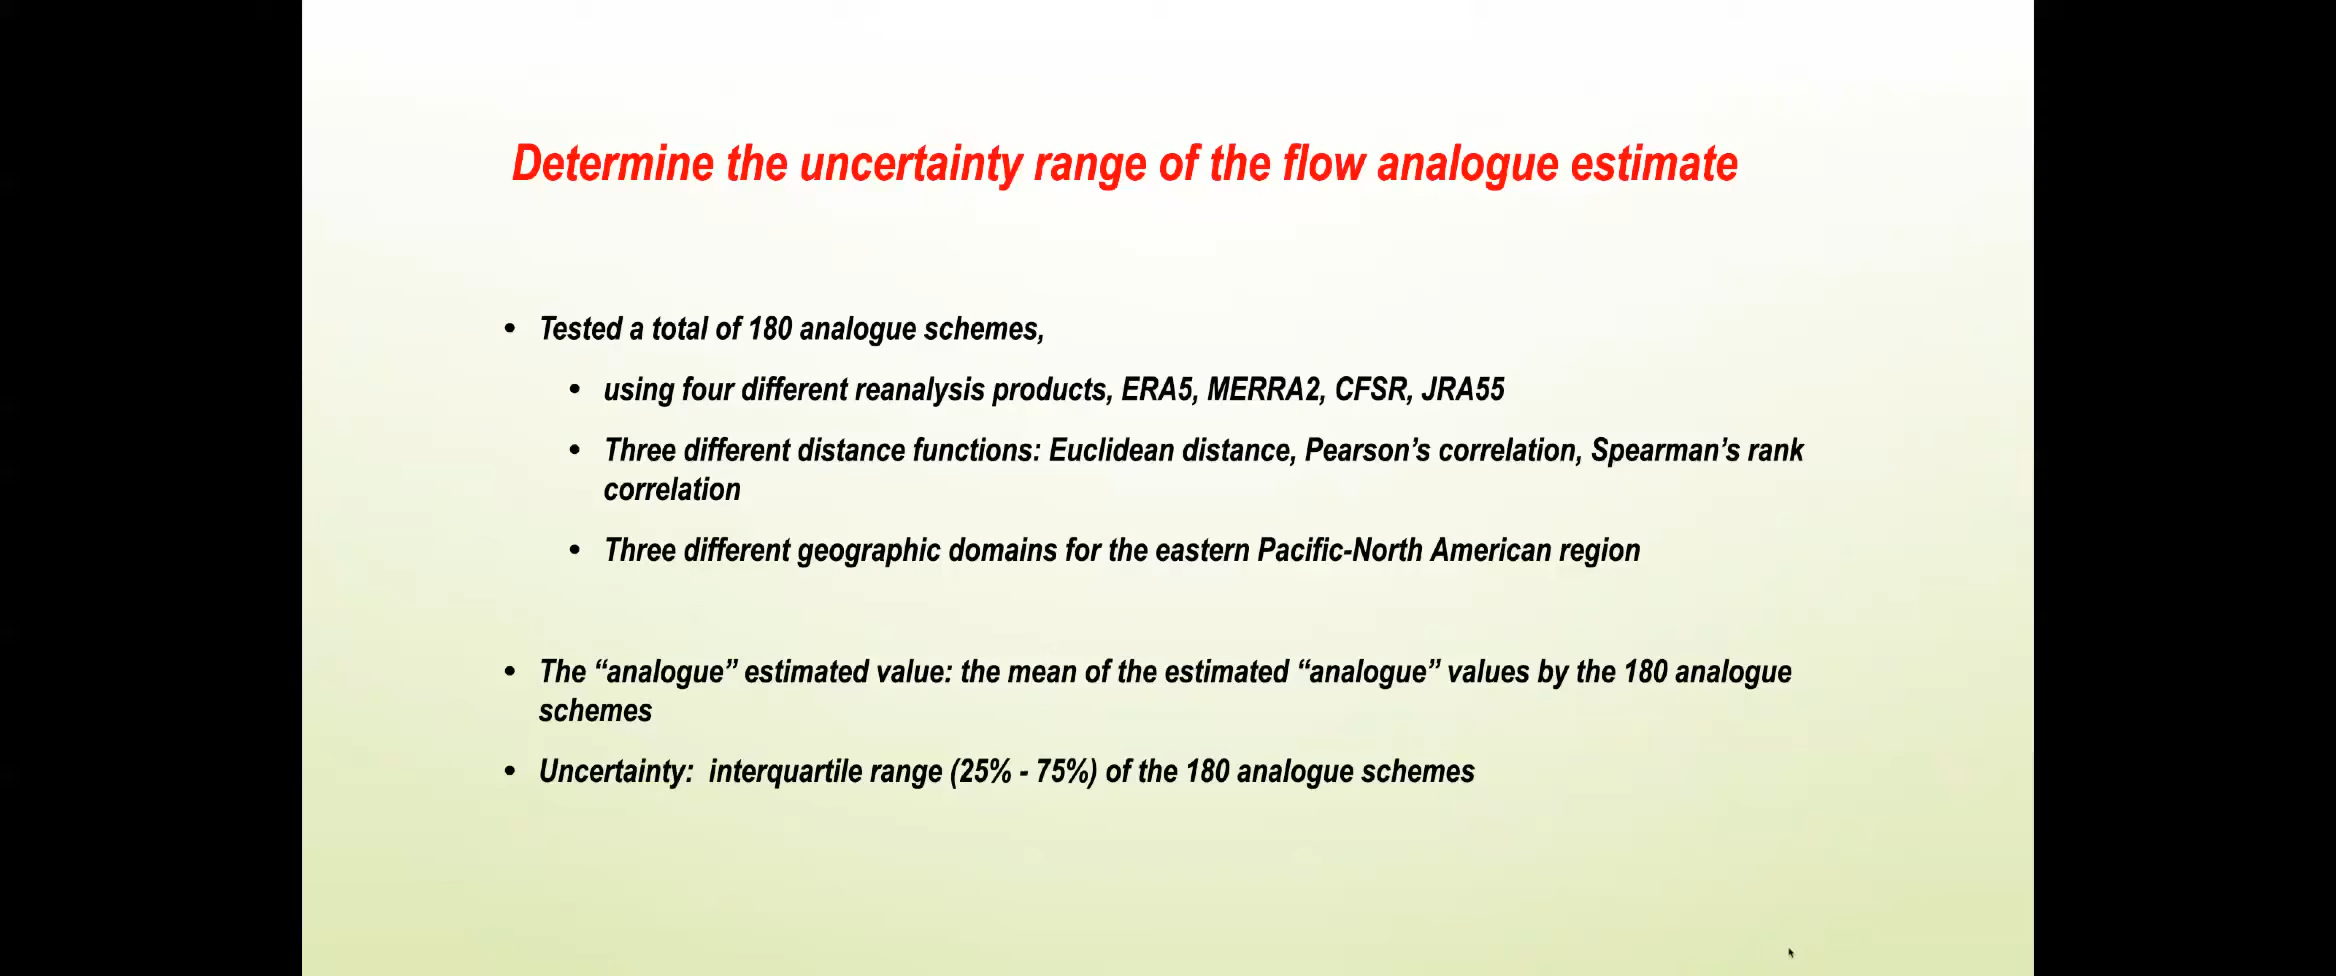 Determine the uncertainty range of the flow analogue estimate
• Tested a total of 180 analogue schemes,
• using four different reanalysis products, ERA5, MERRA2, CFSR, JRA55
• Three different distance functions: Euclidean distance, Pearson’s correlation, Spearman’s rank
correlation
• Three different geographic domains for the eastern Pacific-North American region
• The “analogue” estimated value: the mean of the estimated “analogue” values by the 180 analogue
schemes
• Uncertainty:  interquartile range (25% - 75%) of the 180 analogue schemes